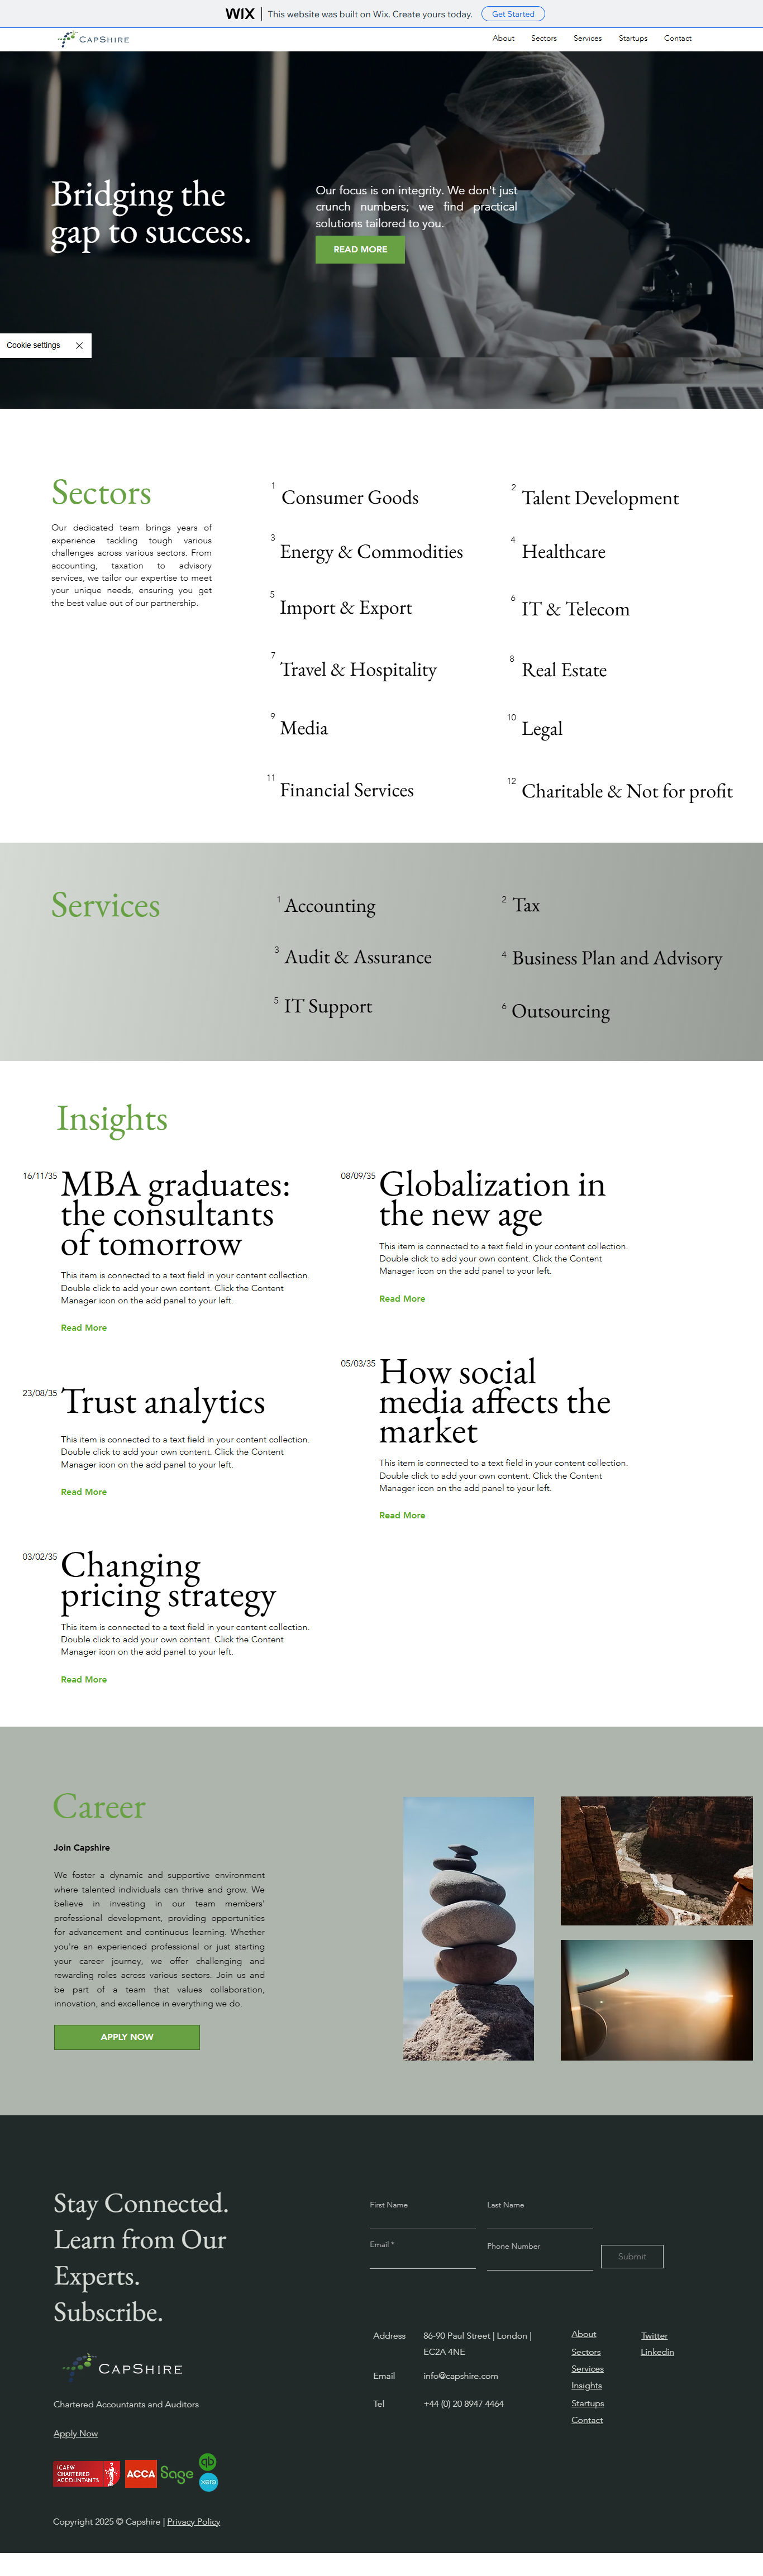 WIX
This website was built on Wix. Create yours today.
Get Started
CAPSHIRE
About
Sectors
Services
Startups
Contact
Bridging the
gap to success.
Our focus is on integrity. We don't just
crunch numbers; we find practical
solutions tailored to you.
READ MORE
Cookie settings
Sectors
Our dedicated team brings years of
experience tackling tough various
challenges across various sectors. From
accounting, taxation to advisory
services, we tailor our expertise to meet
your unique needs, ensuring you get
the best value out of our partnership.
1 Consumer Goods
2 Talent Development
3 Energy & Commodities
4 Healthcare
5 Import & Export
6 IT & Telecom
7 Travel & Hospitality
8 Real Estate
9 Media
10 Legal
11 Financial Services
12 Charitable & Not for profit
Services
1 Accounting
2 Tax
3 Audit & Assurance
4 Business Plan and Advisory
5 IT Support
6 Outsourcing
Insights
16/11/35
MBA graduates:
the consultants
of tomorrow
This item is connected to a text field in your content collection.
Double click to add your own content. Click the Content
Manager icon on the add panel to your left.
Read More
08/09/35
Globalization in
the new age
This item is connected to a text field in your content collection.
Double click to add your own content. Click the Content
Manager icon on the add panel to your left.
Read More
23/08/35
Trust analytics
This item is connected to a text field in your content collection.
Double click to add your own content. Click the Content
Manager icon on the add panel to your left.
Read More
05/03/35
How social
media affects the
market
This item is connected to a text field in your content collection.
Double click to add your own content. Click the Content
Manager icon on the add panel to your left.
Read More
03/02/35
Changing
pricing strategy
This item is connected to a text field in your content collection.
Double click to add your own content. Click the Content
Manager icon on the add panel to your left.
Read More
Career
Join Capshire
We foster a dynamic and supportive environment
where talented individuals can thrive and grow. We
believe in investing in our team members'
professional development, providing opportunities
for advancement and continuous learning. Whether
you're an experienced professional or just starting
your career journey, we offer challenging and
rewarding roles across various sectors. Join us and
be part of a team that values collaboration,
innovation, and excellence in everything we do.
APPLY NOW
Stay Connected.
Learn from Our
Experts.
Subscribe.
First Name
Last Name
Email *
Phone Number
Submit
CAPSHIRE
Chartered Accountants and Auditors
Apply Now
Address
86-90 Paul Street | London |
EC2A 4NE
Email
info@capshire.com
Tel
+44 (0) 20 8947 4464
About
Sectors
Services
Insights
Startups
Contact
Twitter
Linkedin
ICAEW
CHARTERED
ACCOUNTANTS
ACCA
Sage
qb
xero
Copyright 2025 © Capshire | Privacy Policy